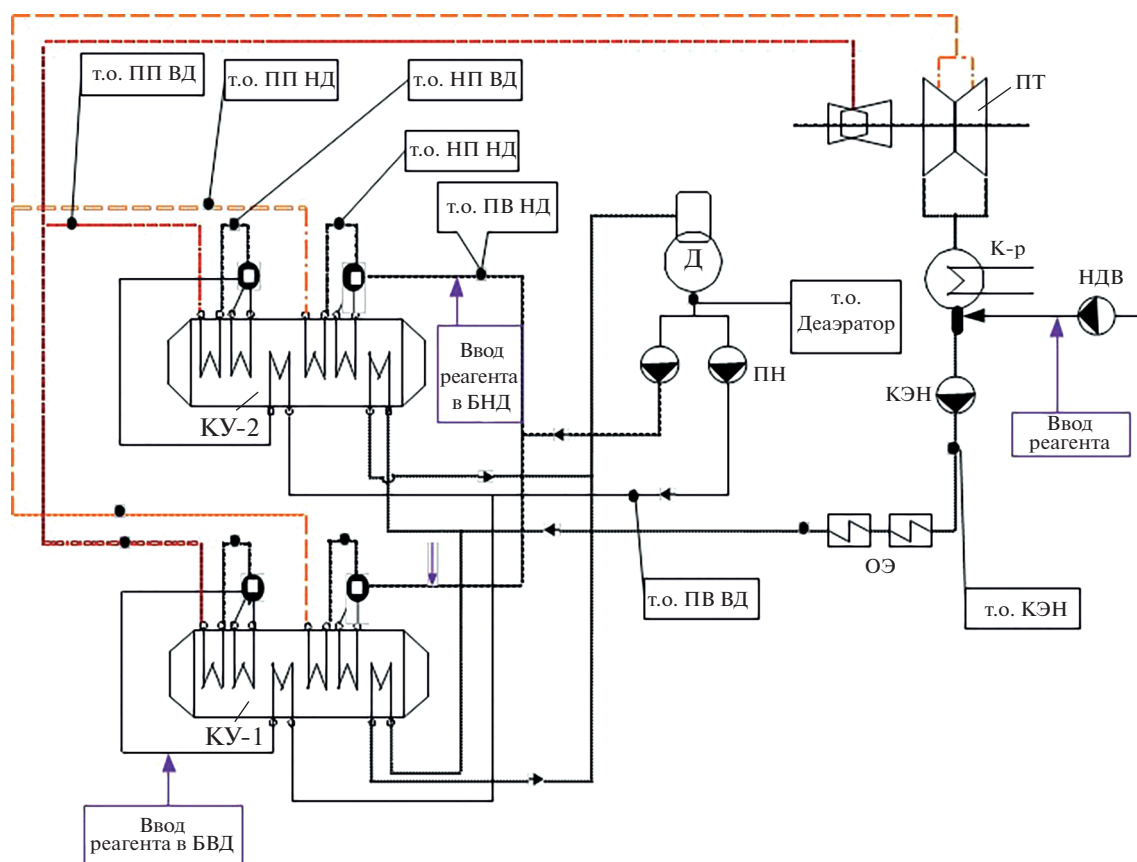 т.о. ПП ВД
т.о. ПП НД
т.о. НП ВД
ПТ
т.о. НП НД
т.о. ПВ НД
Д
К-р
НДВ
т.о.
Деаэратор
Ввод
реагента
в БНД
ПН
КЭН
Ввод
реагента
КУ-2
ОЭ
т.о. ПВ ВД
т.о. КЭН
КУ-1
Ввод
реагента в БВД